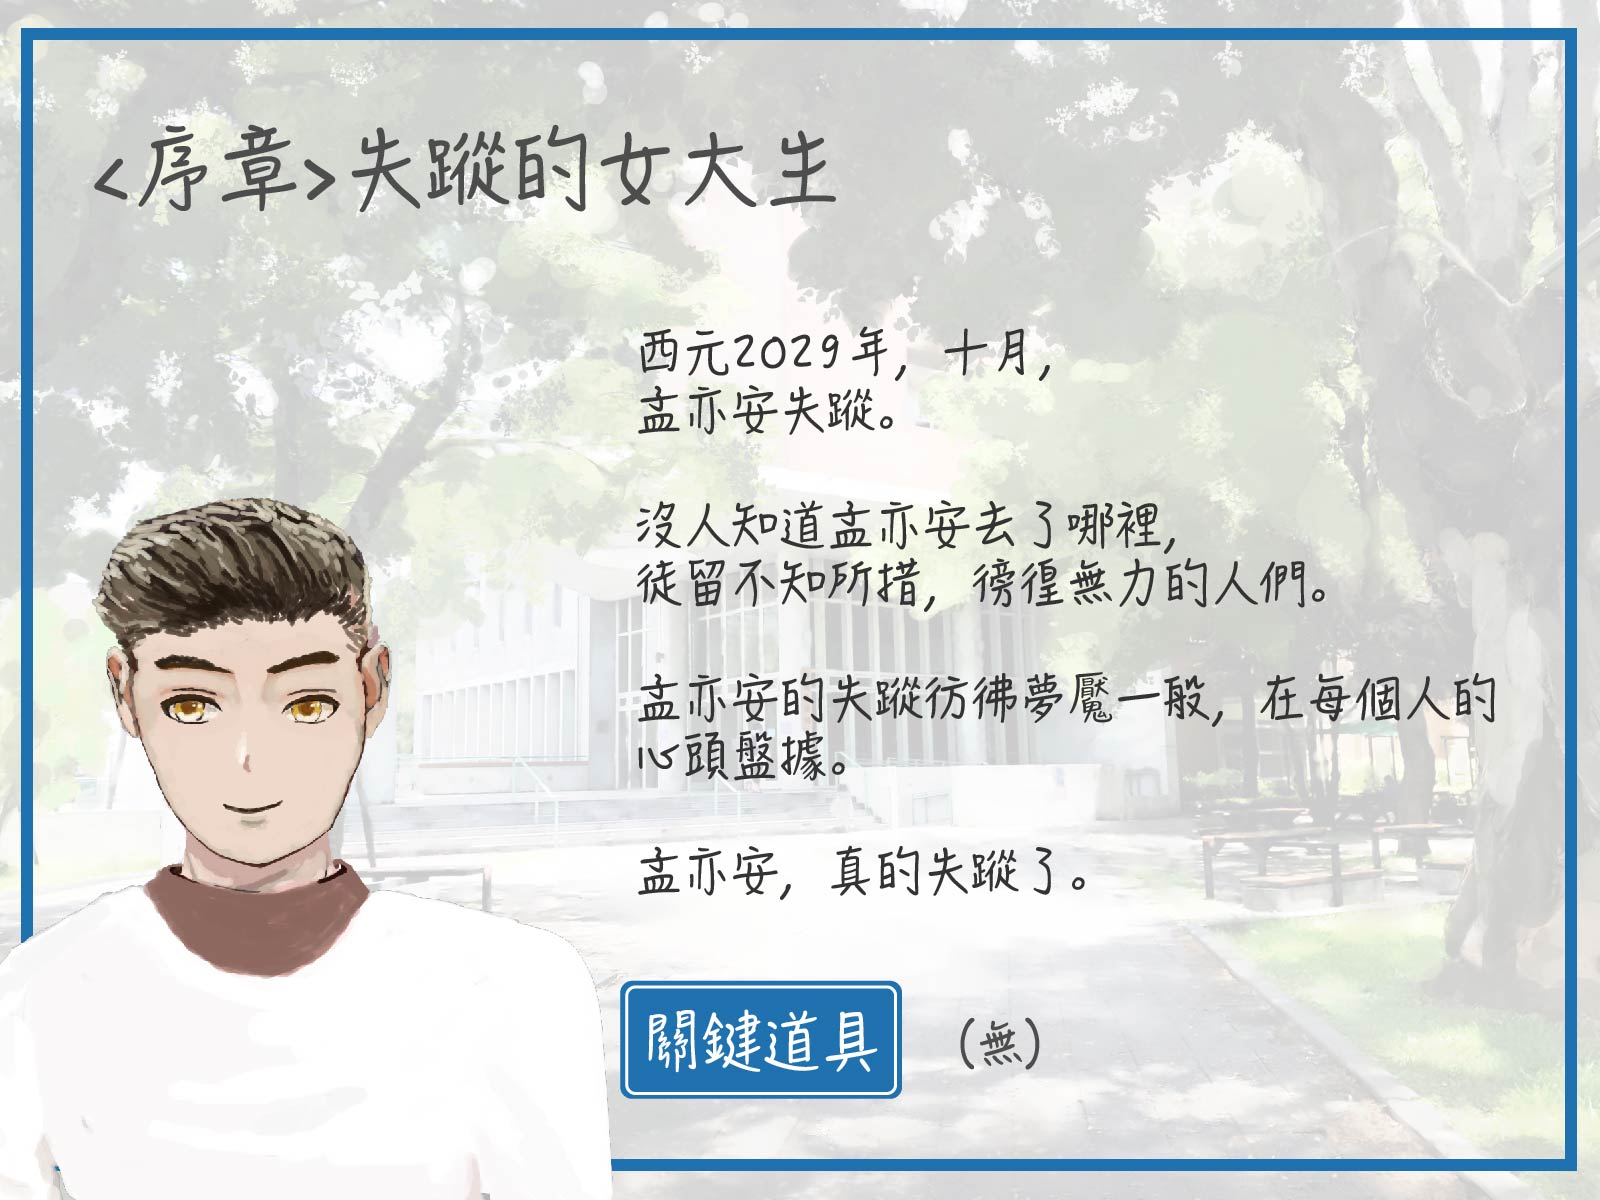 <序章>失蹤的女大生
西元2029年，十月，
孟亦安失蹤。
沒人知道孟亦安去了哪裡，
徒留不知所措，徬徨無力的人們。
孟亦安的失蹤彷彿夢魘一般，在每個人的
心頭盤據。
孟亦安，真的失蹤了。
關鍵道具
（無）